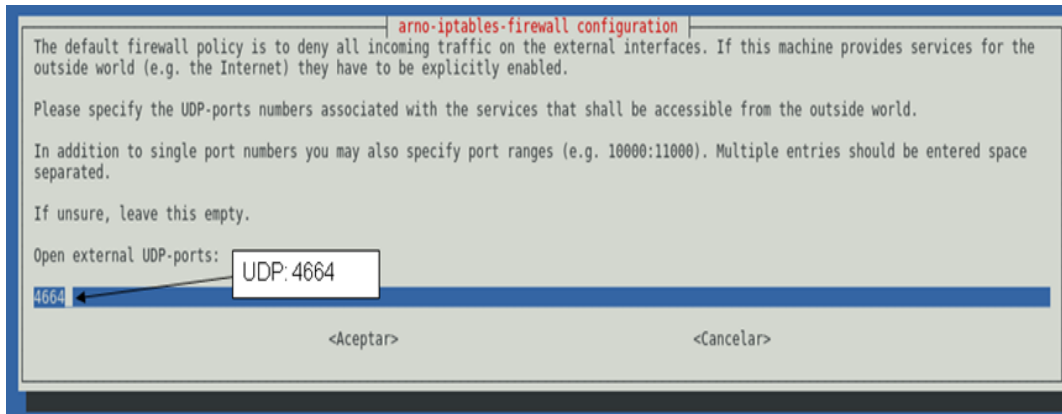 arno-iptables-firewall configuration
The default firewall policy is to deny all incoming traffic on the external interfaces. If this machine provides services for the
outside world (e.g. the Internet) they have to be explicitly enabled.
Please specify the UDP-ports numbers associated with the services that shall be accessible from the outside world.
In addition to single port numbers you may also specify port ranges (e.g. 10000:11000). Multiple entries should be entered space
separated.
If unsure, leave this empty.
Open external UDP-ports:
UDP: 4664
4664
<Aceptar> <Cancelar>